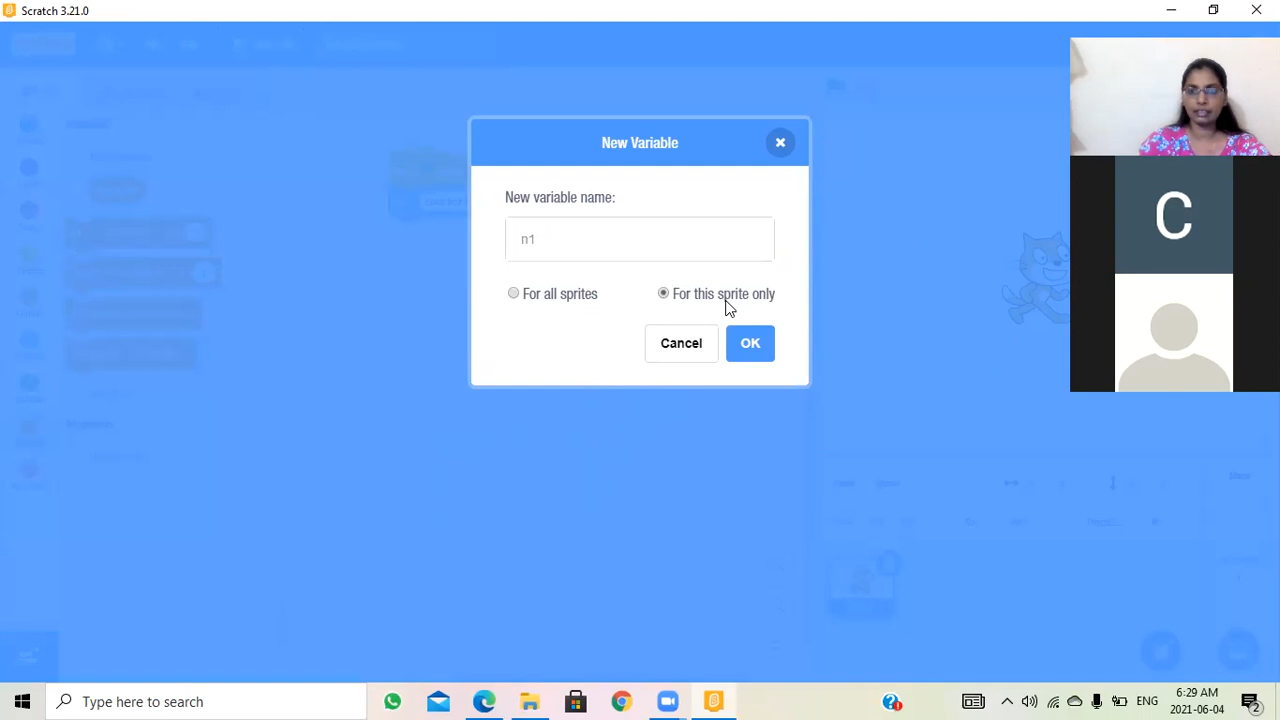 Scratch 3.21.0
New Variable
New variable name:
n1
For all sprites
For this sprite only
Cancel
OK
C
Type here to search
ENG
6:29 AM
2021-06-04
2